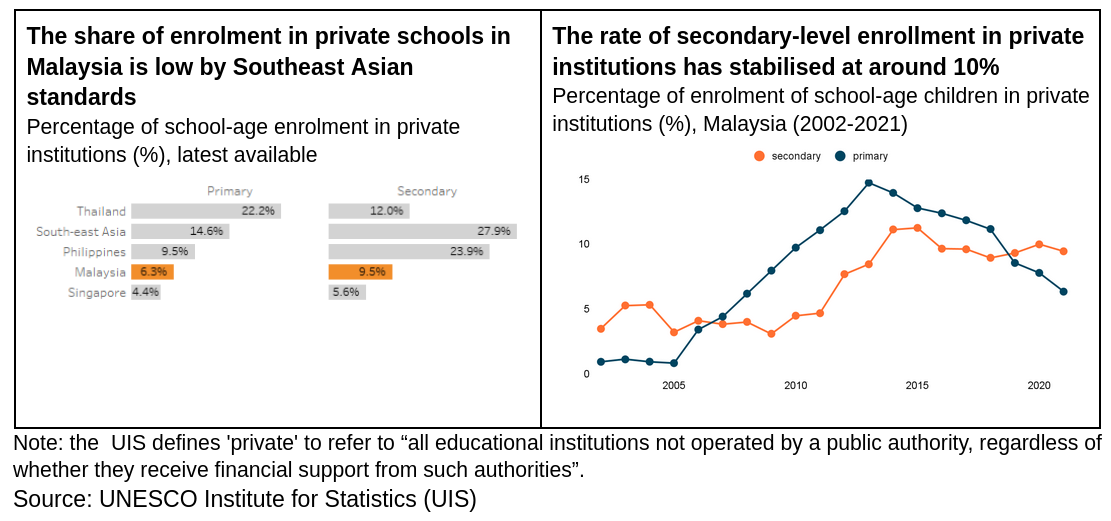 The share of enrolment in private schools in
Malaysia is low by Southeast Asian
standards
Percentage of school-age enrolment in private
institutions (%), latest available
Primary Secondary
Thailand 22.2% 12.0%
South-east Asia 14.6% 27.9%
Philippines 9.5% 23.9%
Malaysia 6.3% 9.5%
Singapore 4.4% 5.6%
The rate of secondary-level enrollment in private
institutions has stabilised at around 10%
Percentage of enrolment of school-age children in private
institutions (%), Malaysia (2002-2021)
secondary primary
15
10
5
0
2005 2010 2015 2020
Note: the  UIS defines 'private' to refer to “all educational institutions not operated by a public authority, regardless of
whether they receive financial support from such authorities”.
Source: UNESCO Institute for Statistics (UIS)